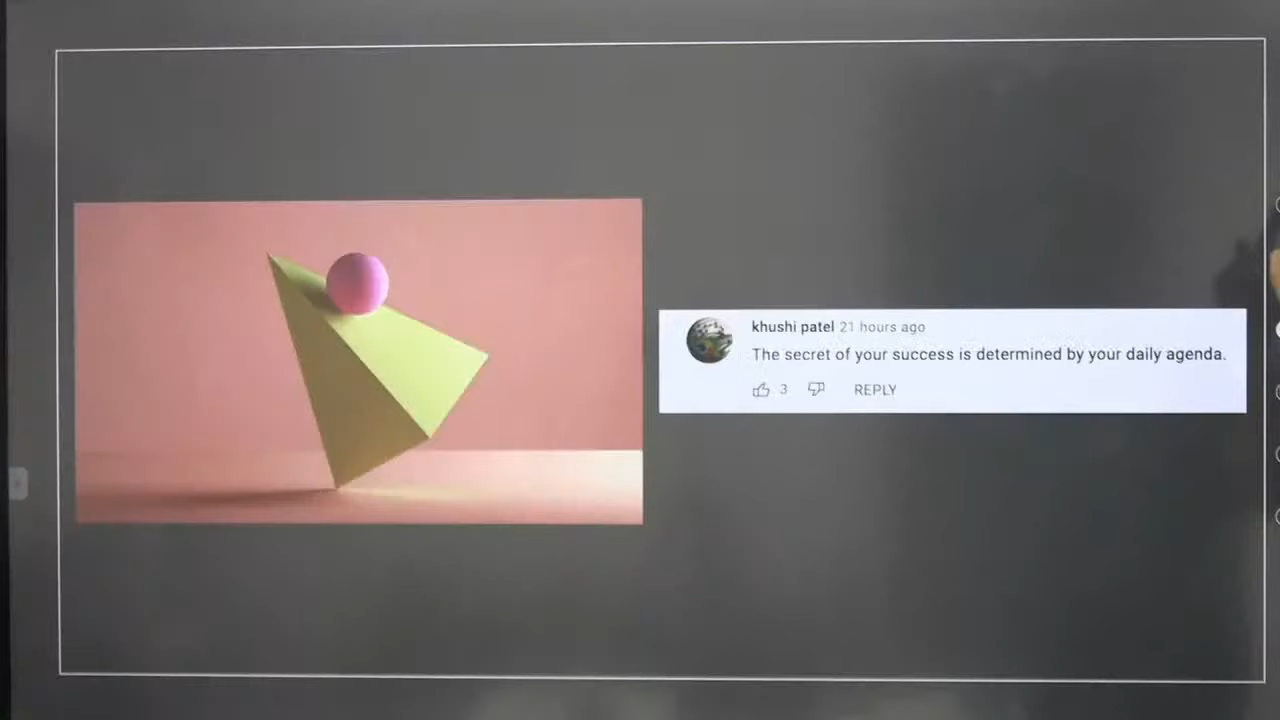 khushi patel 21 hours ago
The secret of your success is determined by your daily agenda.
3
REPLY